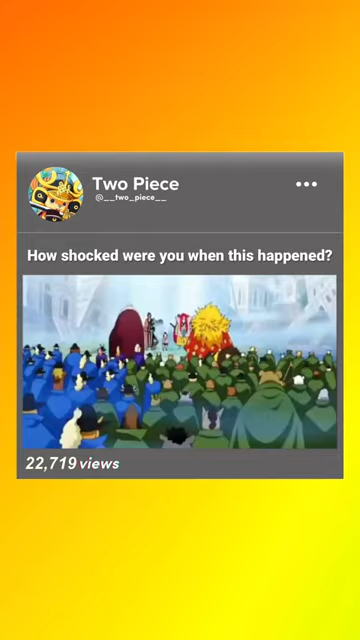 Two Piece
@__two_piece__
How shocked were you when this happened?
22,719 views